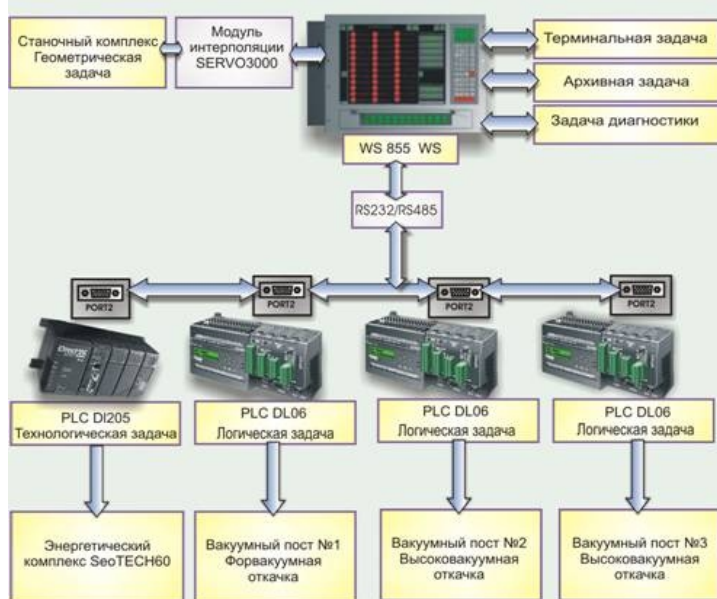 Станочный комплекс
Геометрическая
задача
Модуль
интерполяции
SERVO3000
Терминальная задача
Архивная задача
Задача диагностики
WS 855 WS
RS232/RS485
PORT2
PORT2
PORT2
PORT2
PLC Dl205
Технологическая задача
PLC DL06
Логическая задача
PLC DL06
Логическая задача
PLC DL06
Логическая задача
Энергетический
комплекс SeoTECH60
Вакуумный пост №1
Форвакуумная
откачка
Вакуумный пост №2
Высоковакуумная
откачка
Вакуумный пост №3
Высоковакуумная
откачка